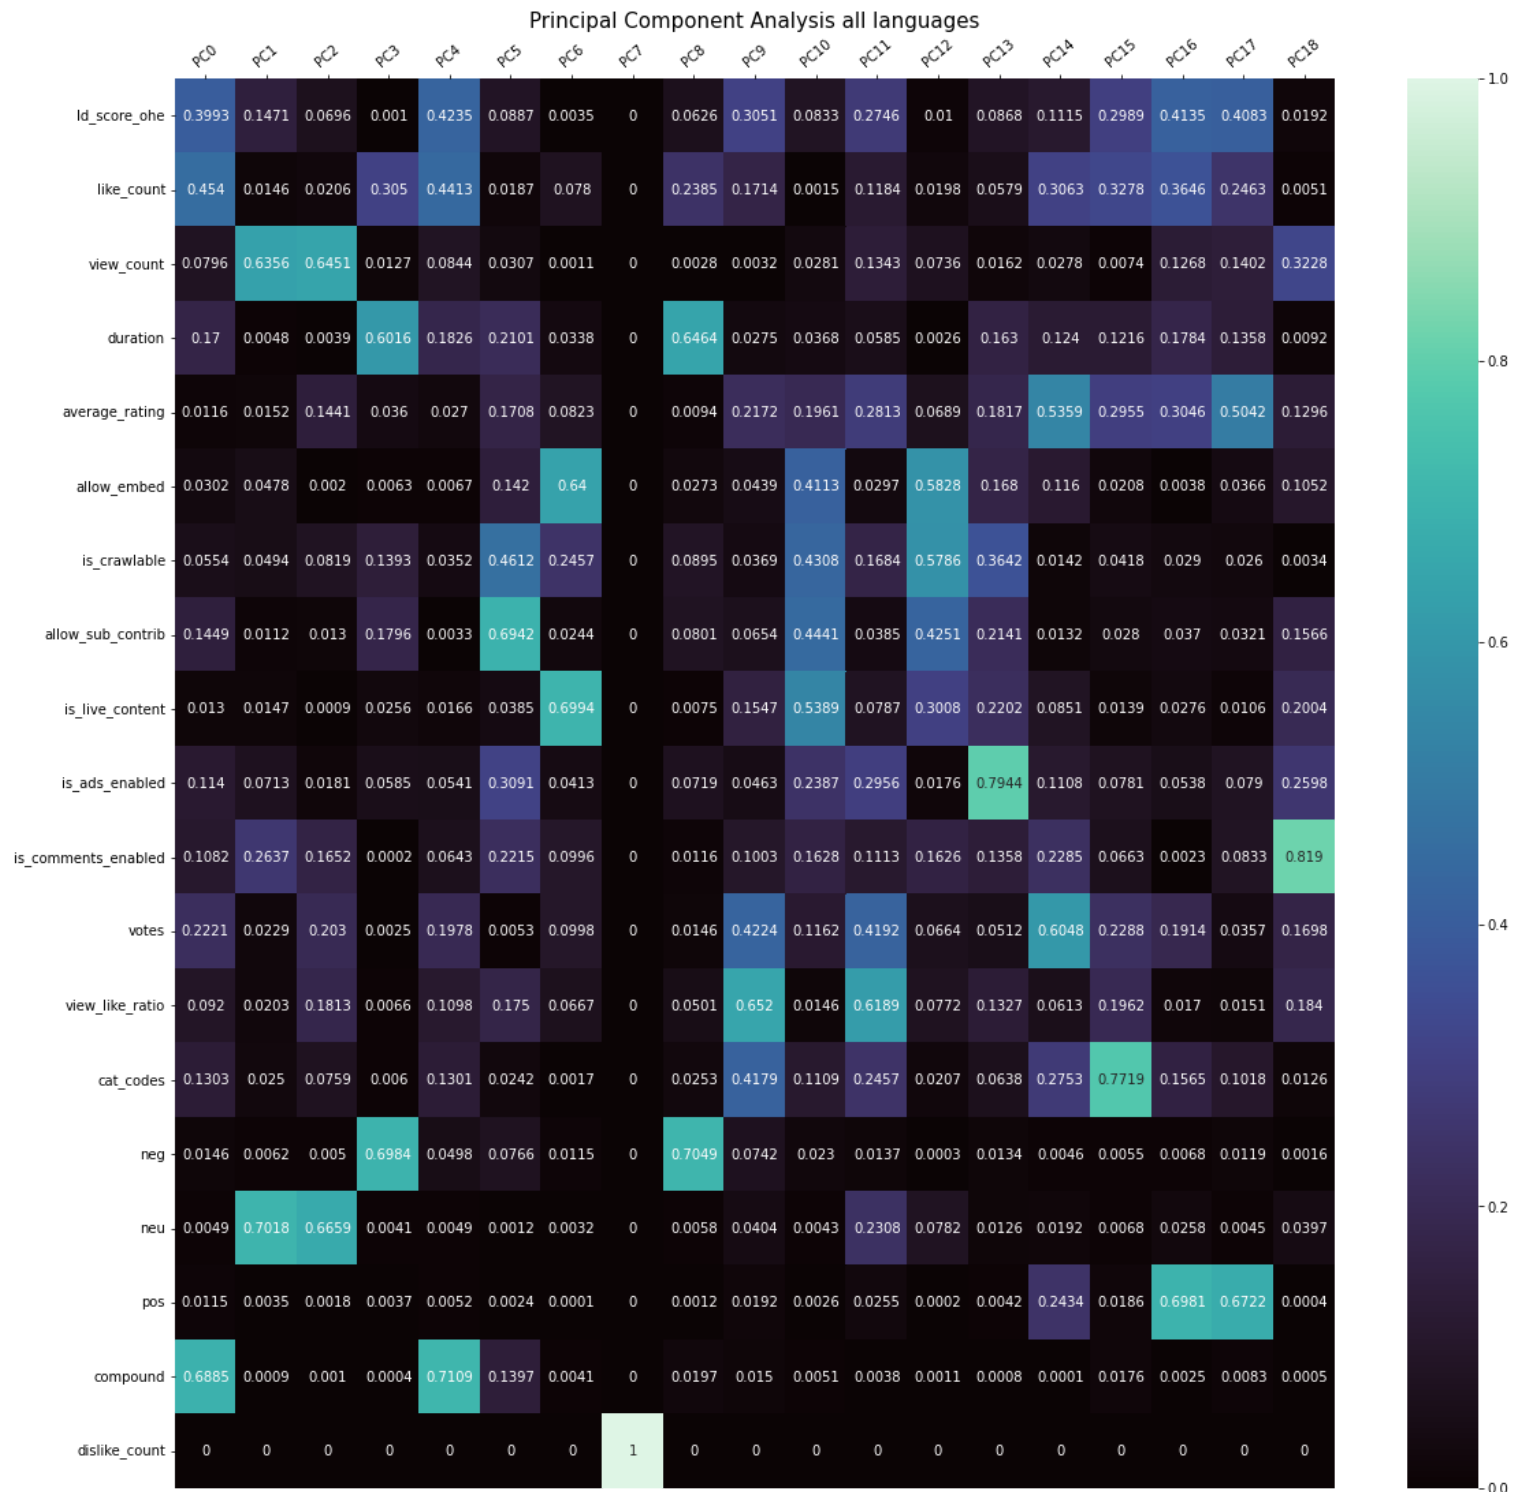 Principal Component Analysis all languages
PC0 PC1 PC2 PC3 PC4 PC5 PC6 PC7 PC8 PC9 PC10 PC11 PC12 PC13 PC14 PC15 PC16 PC17 PC18
ld_score_ohe 0.3993 0.1471 0.0696 0.001 0.4235 0.0887 0.0035 0 0.0626 0.3051 0.0833 0.2746 0.01 0.0868 0.1115 0.2989 0.4135 0.4083 0.0192
like_count 0.454 0.0146 0.0206 0.305 0.4413 0.0187 0.078 0 0.2385 0.1714 0.0015 0.1184 0.0198 0.0579 0.3063 0.3278 0.3646 0.2463 0.0051
view_count 0.0796 0.6356 0.6451 0.0127 0.0844 0.0307 0.0011 0 0.0028 0.0032 0.0281 0.1343 0.0736 0.0162 0.0278 0.0074 0.1268 0.1402 0.3228
duration 0.17 0.0048 0.0039 0.6016 0.1826 0.2101 0.0338 0 0.6464 0.0275 0.0368 0.0585 0.0026 0.163 0.124 0.1216 0.1784 0.1358 0.0092
average_rating 0.0116 0.0152 0.1441 0.036 0.027 0.1708 0.0823 0 0.0094 0.2172 0.1961 0.2813 0.0689 0.1817 0.5359 0.2955 0.3046 0.5042 0.1296
allow_embed 0.0302 0.0478 0.002 0.0063 0.0067 0.142 0.64 0 0.0273 0.0439 0.4113 0.0297 0.5828 0.168 0.116 0.0208 0.0038 0.0366 0.1052
is_crawlable 0.0554 0.0494 0.0819 0.1393 0.0352 0.4612 0.2457 0 0.0895 0.0369 0.4308 0.1684 0.5786 0.3642 0.0142 0.0418 0.029 0.026 0.0034
allow_sub_contrib 0.1449 0.0112 0.013 0.1796 0.0033 0.6942 0.0244 0 0.0801 0.0654 0.4441 0.0385 0.4251 0.2141 0.0132 0.028 0.037 0.0321 0.1566
is_live_content 0.013 0.0147 0.0009 0.0256 0.0166 0.0385 0.6994 0 0.0075 0.1547 0.5389 0.0787 0.3008 0.2202 0.0851 0.0139 0.0276 0.0106 0.2004
is_ads_enabled 0.114 0.0713 0.0181 0.0585 0.0541 0.3091 0.0413 0 0.0719 0.0463 0.2387 0.2956 0.0176 0.7944 0.1108 0.0781 0.0538 0.079 0.2598
is_comments_enabled 0.1082 0.2637 0.1652 0.0002 0.0643 0.2215 0.0996 0 0.0116 0.1003 0.1628 0.1113 0.1626 0.1358 0.2285 0.0663 0.0023 0.0833 0.819
votes 0.2221 0.0229 0.203 0.0025 0.1978 0.0053 0.0998 0 0.0146 0.4224 0.1162 0.4192 0.0664 0.0512 0.6048 0.2288 0.1914 0.0357 0.1698
view_like_ratio 0.092 0.0203 0.1813 0.0066 0.1098 0.175 0.0667 0 0.0501 0.652 0.0146 0.6189 0.0772 0.1327 0.0613 0.1962 0.017 0.0151 0.184
cat_codes 0.1303 0.025 0.0759 0.006 0.1301 0.0242 0.0017 0 0.0253 0.4179 0.1109 0.2457 0.0207 0.0638 0.2753 0.7719 0.1565 0.1018 0.0126
neg 0.0146 0.0062 0.005 0.6984 0.0498 0.0766 0.0115 0 0.7049 0.0742 0.023 0.0137 0.0003 0.0134 0.0046 0.0055 0.0068 0.0119 0.0016
neu 0.0049 0.7018 0.6659 0.0041 0.0049 0.0012 0.0032 0 0.0058 0.0404 0.0043 0.2308 0.0782 0.0126 0.0192 0.0068 0.0258 0.0045 0.0397
pos 0.0115 0.0035 0.0018 0.0037 0.0052 0.0024 0.0001 0 0.0012 0.0192 0.0026 0.0255 0.0002 0.0042 0.2434 0.0186 0.6981 0.6722 0.0004
compound 0.6885 0.0009 0.001 0.0004 0.7109 0.1397 0.0041 0 0.0197 0.015 0.0051 0.0038 0.0011 0.0008 0.0001 0.0176 0.0025 0.0083 0.0005
dislike_count 0 0 0 0 0 0 0 1 0 0 0 0 0 0 0 0 0 0 0
1.0
0.8
0.6
0.4
0.2
0.0